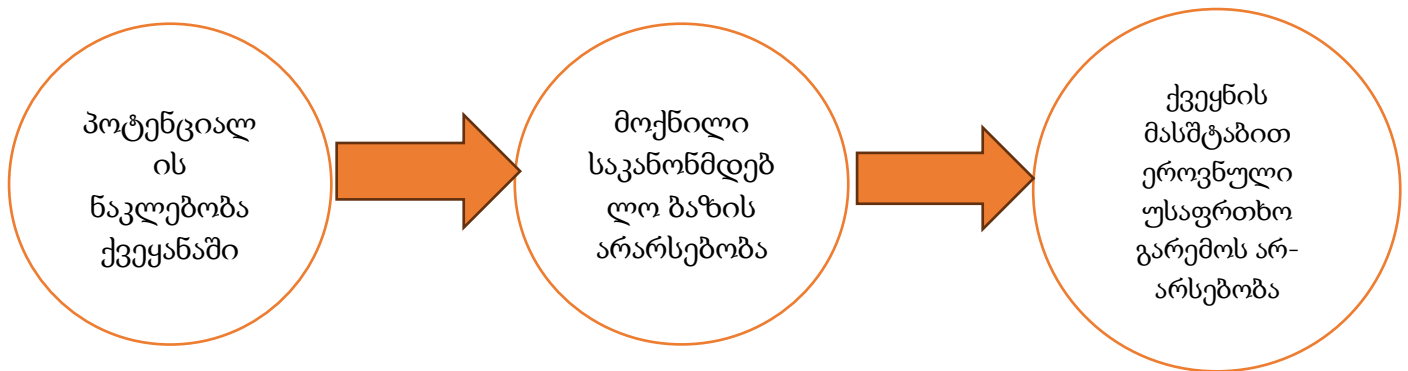 პოტენციალ
ის
ნაკლებობა
ქვეყანაში
მოქნილი
საკანონმდებ
ლო ბაზის
არარსებობა
ქვეყნის
მასშტაბით
ეროვნული
უსაფრთხო
გარემოს არ-
არსებობა